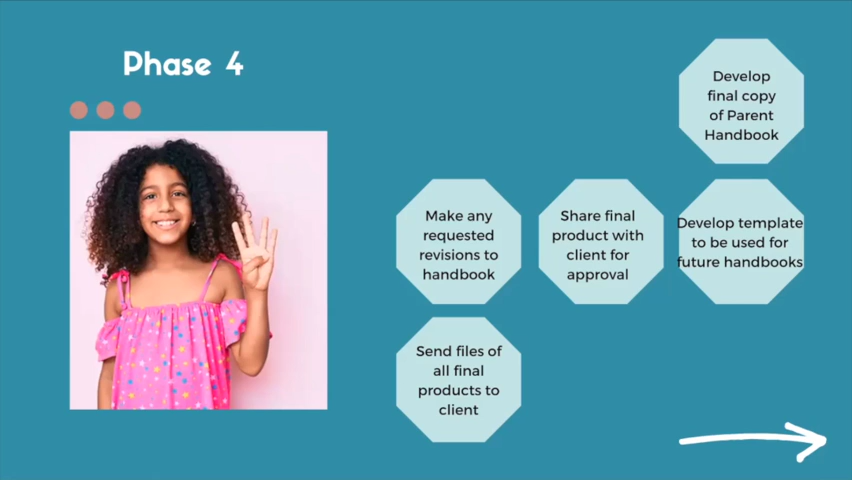 Phase 4
Develop
final copy
of Parent
Handbook
Make any
requested
revisions to
handbook
Share final
product with
client for
approval
Develop template
to be used for
future handbooks
Send files of
all final
products to
client